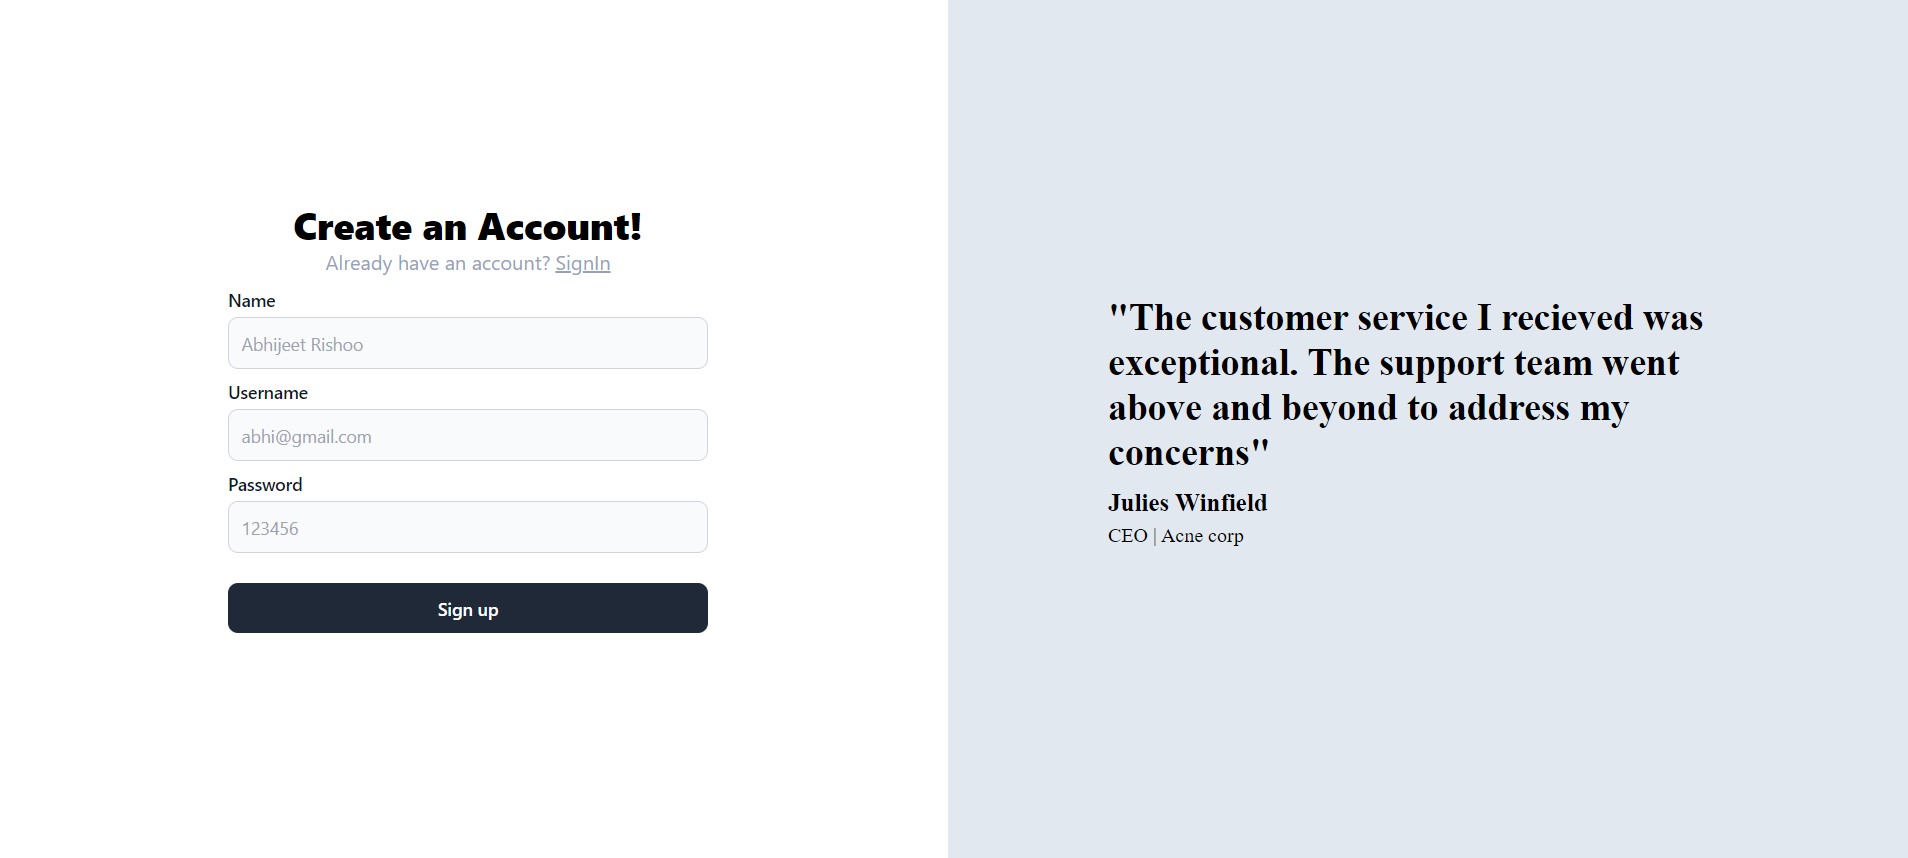 Create an Account!
Already have an account? SignIn
Name
Abhijeet Rishoo
Username
abhi@gmail.com
Password
123456
Sign up
"The customer service I recieved was
exceptional. The support team went
above and beyond to address my
concerns"
Julies Winfield
CEO | Acne corp